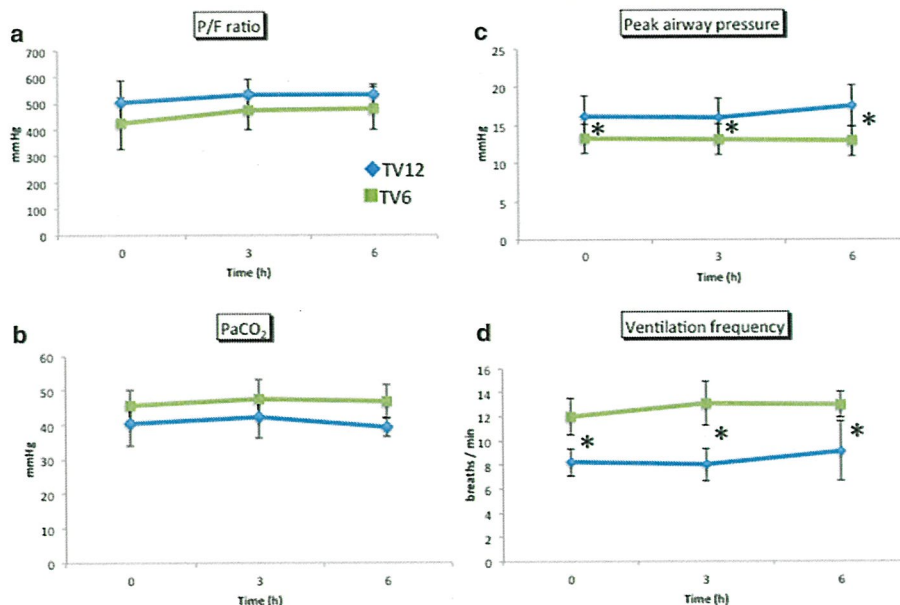 a
P/F ratio
700
600
500
400
300
200
100
0
mmHg
TV12
TV6
0 3 6
Time (h)
c
Peak airway pressure
25
20
15
10
5
0
mmHg
*
*
*
0 3 6
Time (h)
b
PaCO₂
60
50
40
30
20
10
0
mmHg
0 3 6
Time (h)
d
Ventilation frequency
16
14
12
10
8
6
4
2
0
breaths / min
*
*
*
0 3 6
Time (h)